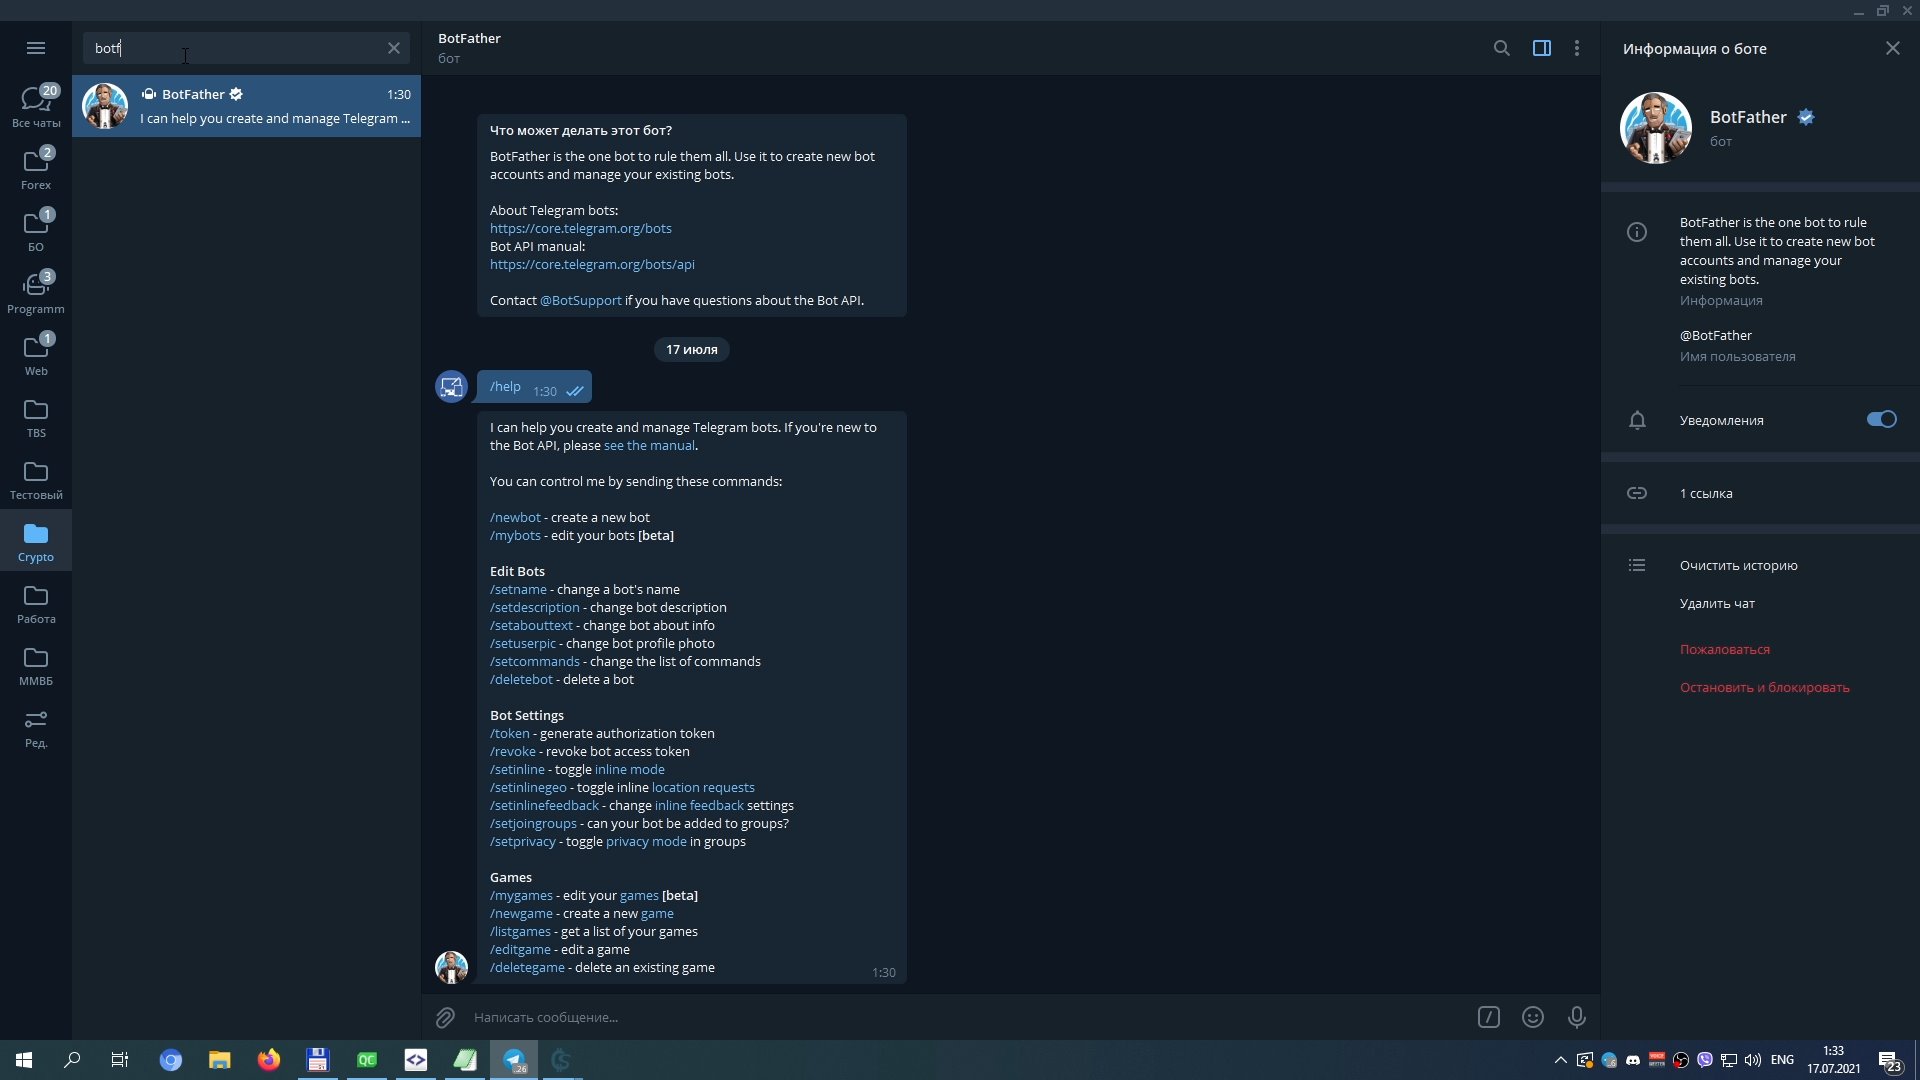 botf
20
Все чаты
2
Forex
1
БО
3
Programm
1
Web
TBS
Тестовый
Crypto
Работа
ММВБ
Ред.
BotFather
1:30
I can help you create and manage Telegram ...
BotFather
бот
Что может делать этот бот?
BotFather is the one bot to rule them all. Use it to create new bot
accounts and manage your existing bots.
About Telegram bots:
https://core.telegram.org/bots
Bot API manual:
https://core.telegram.org/bots/api
Contact @BotSupport if you have questions about the Bot API.
17 июля
/help 1:30
I can help you create and manage Telegram bots. If you're new to
the Bot API, please see the manual.
You can control me by sending these commands:
/newbot - create a new bot
/mybots - edit your bots [beta]
Edit Bots
/setname - change a bot's name
/setdescription - change bot description
/setabouttext - change bot about info
/setuserpic - change bot profile photo
/setcommands - change the list of commands
/deletebot - delete a bot
Bot Settings
/token - generate authorization token
/revoke - revoke bot access token
/setinline - toggle inline mode
/setinlinegeo - toggle inline location requests
/setinlinefeedback - change inline feedback settings
/setjoingroups - can your bot be added to groups?
/setprivacy - toggle privacy mode in groups
Games
/mygames - edit your games [beta]
/newgame - create a new game
/listgames - get a list of your games
/editgame - edit a game
/deletegame - delete an existing game
1:30
Написать сообщение...
Информация о боте
BotFather
бот
BotFather is the one bot to rule
them all. Use it to create new bot
accounts and manage your
existing bots.
Информация
@BotFather
Имя пользователя
Уведомления
1 ссылка
Очистить историю
Удалить чат
Пожаловаться
Остановить и блокировать
QC
26
ENG
1:33
17.07.2021
23